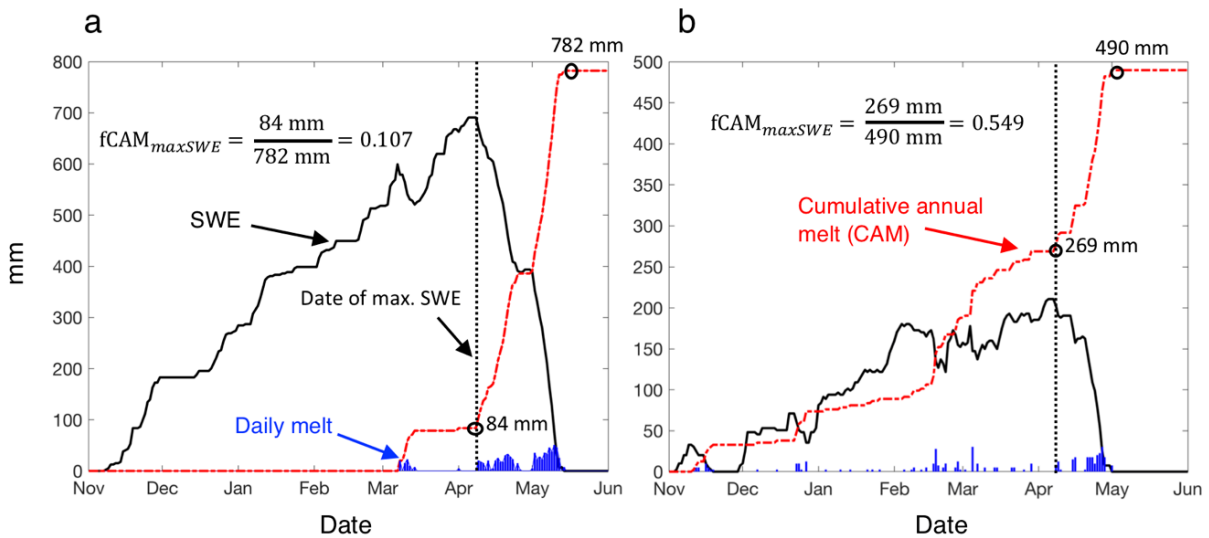 a
782 mm
800
700
600
500
400
300
200
100
0
mm
fCAMmaxSWE = 84 mm / 782 mm = 0.107
SWE
Date of max. SWE
Daily melt
84 mm
Nov Dec Jan Feb Mar Apr May Jun
Date
b
490 mm
500
450
400
350
300
250
200
150
100
50
0
fCAMmaxSWE = 269 mm / 490 mm = 0.549
Cumulative annual
melt (CAM)
269 mm
Nov Dec Jan Feb Mar Apr May Jun
Date